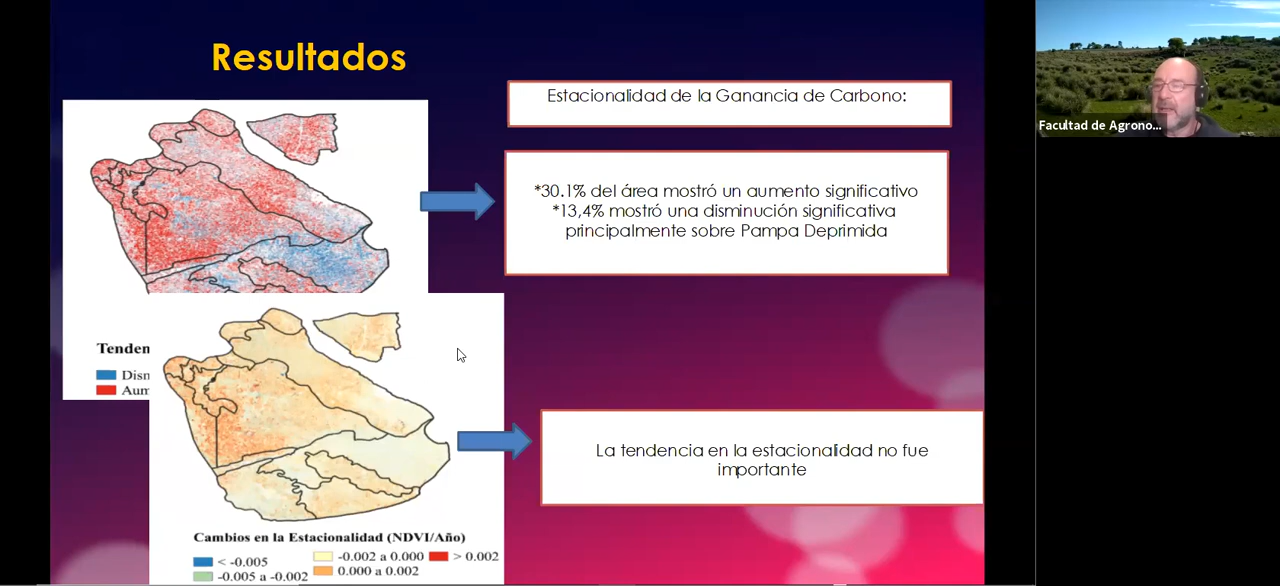 Resultados
Estacionalidad de la Ganancia de Carbono:
*30.1% del área mostró un aumento significativo
*13,4% mostró una disminución significativa
principalmente sobre Pampa Deprimida
Facultad de Agrono...
Tenden
Disn
Aum
La tendencia en la estacionalidad no fue
importante
Cambios en la Estacionalidad (NDVI/Año)
< -0.005
-0.005 a -0.002
-0.002 a 0.000
0.000 a 0.002
> 0.002